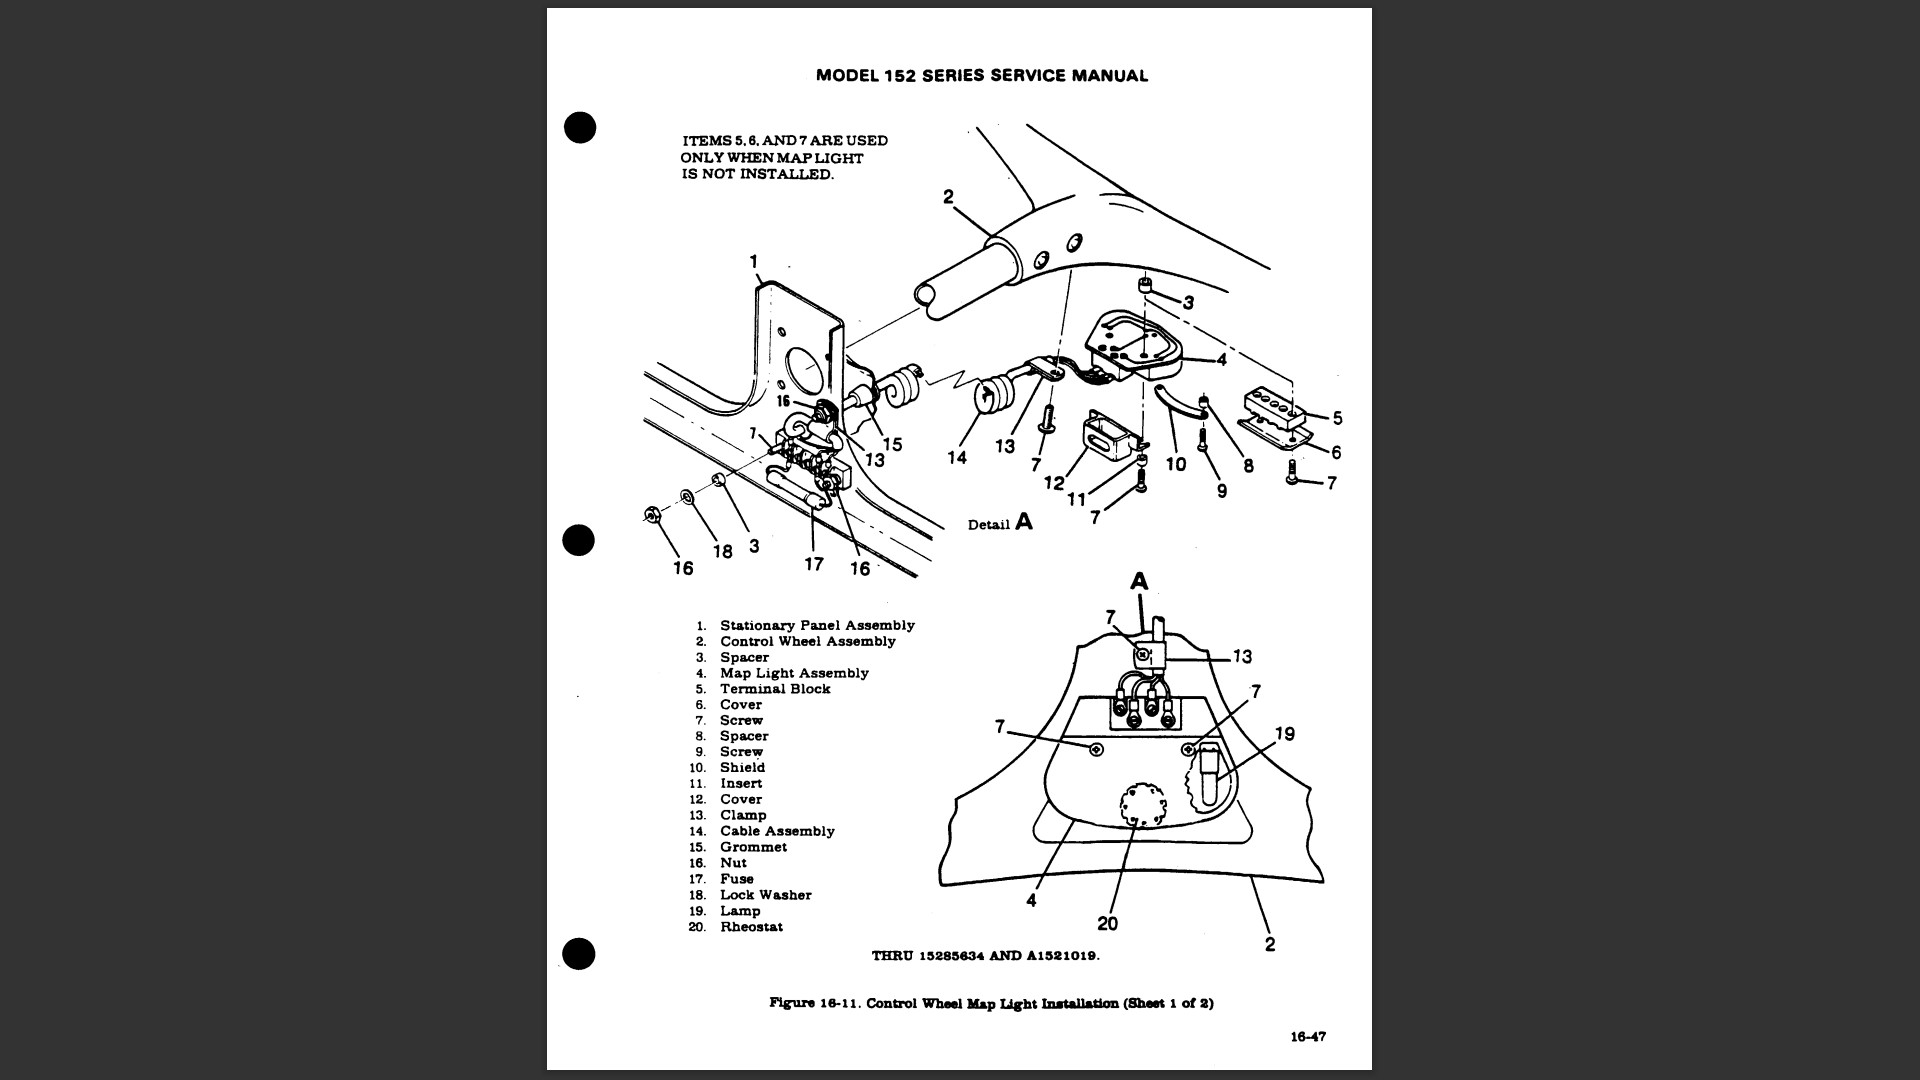 MODEL 152 SERIES SERVICE MANUAL
ITEMS 5, 6, AND 7 ARE USED
ONLY WHEN MAP LIGHT
IS NOT INSTALLED.
2
1
3
4
16
5
7
15
13
14
13
7
12
11
7
10
8
9
6
7
Detail A
16
18
3
17
16
A
7
13
7
7
19
4
20
2
1. Stationary Panel Assembly
2. Control Wheel Assembly
3. Spacer
4. Map Light Assembly
5. Terminal Block
6. Cover
7. Screw
8. Spacer
9. Screw
10. Shield
11. Insert
12. Cover
13. Clamp
14. Cable Assembly
15. Grommet
16. Nut
17. Fuse
18. Lock Washer
19. Lamp
20. Rheostat
THRU 15285634 AND A1521019.
Figure 16-11. Control Wheel Map Light Installation (Sheet 1 of 2)
16-47